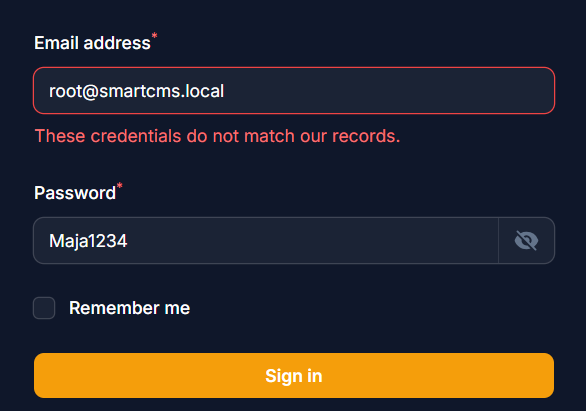 Email address*
root@smartcms.local
These credentials do not match our records.
Password*
Maja1234
Remember me
Sign in